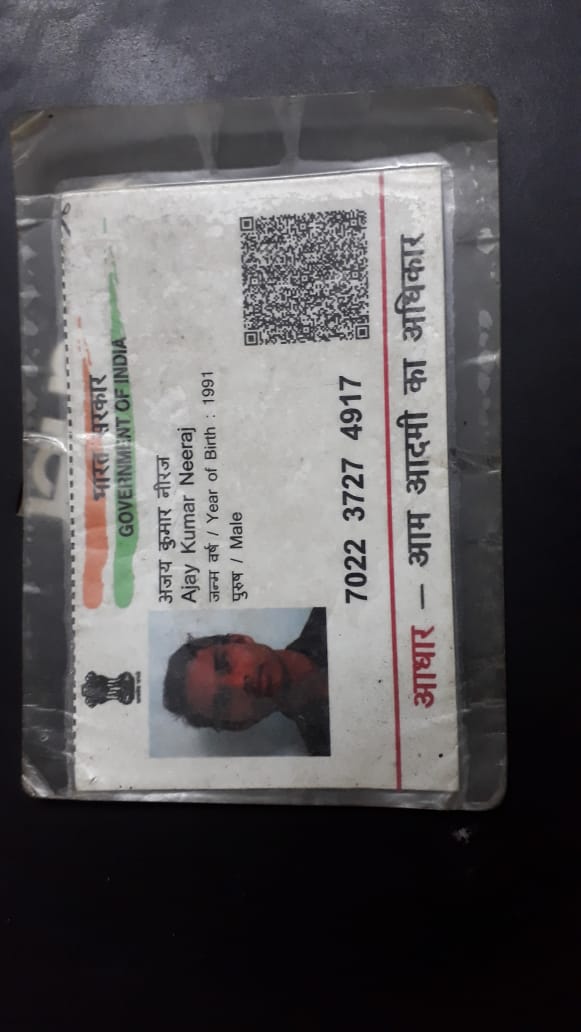 भारत सरकार
GOVERNMENT OF INDIA
अजय कुमार नीरज
Ajay Kumar Neeraj
जन्म वर्ष / Year of Birth : 1991
पुरुष / Male
7022 3727 4917
आधार – आम आदमी का अधिकार